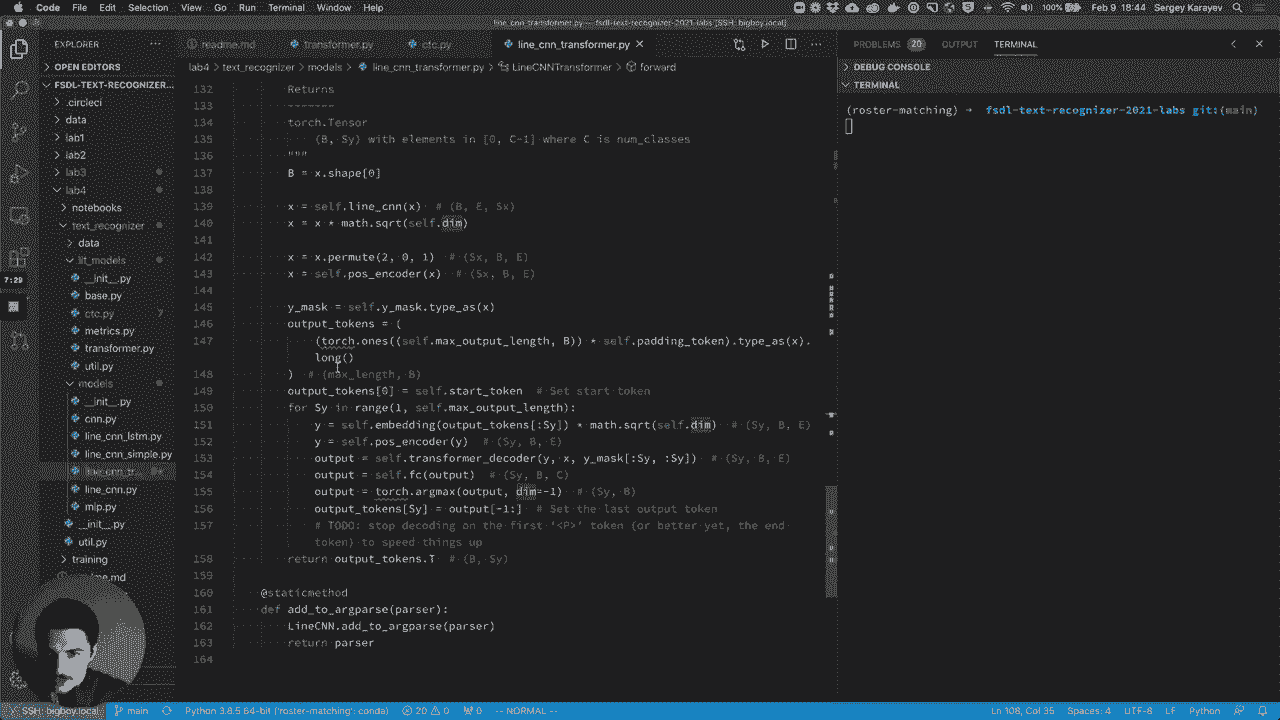 Code File Edit Selection View Go Run Terminal Window Help
100% Feb 9 18:44 Sergey Karayev
line_cnn_transformer.py — fsdl-text-recognizer-2021-labs [SSH: bigboy.local]
EXPLORER
OPEN EDITORS
FSDL-TEXT-RECOGNIZER...
.circleci
data
lab1
lab2
lab3
lab4
notebooks
text_recognizer
data
lit_models
__init__.py
base.py
ctc.py 7
metrics.py
transformer.py
util.py
models
__init__.py
cnn.py
line_cnn_lstm.py
line_cnn_simple.py
line_cnn_tr...
line_cnn.py
mlp.py
__init__.py
util.py
training
readme.md
7:29
readme.md transformer.py ctc.py line_cnn_transformer.py
lab4 > text_recognizer > models > line_cnn_transformer.py > LineCNNTransformer > forward
132 Returns
133 -------
134 torch.Tensor
135 (B, Sy) with elements in [0, C-1] where C is num_classes
136 """
137 B = x.shape[0]
138
139 x = self.line_cnn(x) # (B, E, Sx)
140 x = x * math.sqrt(self.dim)
141
142 x = x.permute(2, 0, 1) # (Sx, B, E)
143 x = self.pos_encoder(x) # (Sx, B, E)
144
145 y_mask = self.y_mask.type_as(x)
146 output_tokens = (
147 (torch.ones((self.max_output_length, B)) * self.padding_token).type_as(x).
long()
148 ) # (max_length, B)
149 output_tokens[0] = self.start_token # Set start token
150 for Sy in range(1, self.max_output_length):
151 y = self.embedding(output_tokens[:Sy]) * math.sqrt(self.dim) # (Sy, B, E)
152 y = self.pos_encoder(y) # (Sy, B, E)
153 output = self.transformer_decoder(y, x, y_mask[:Sy, :Sy]) # (Sy, B, E)
154 output = self.fc(output) # (Sy, B, C)
155 output = torch.argmax(output, dim=-1) # (Sy, B)
156 output_tokens[Sy] = output[-1:] # Set the last output token
157 # TODO: stop decoding on the first '<P>' token (or better yet, the end
token) to speed things up
158 return output_tokens.T # (B, Sy)
159
160 @staticmethod
161 def add_to_argparse(parser):
162 LineCNN.add_to_argparse(parser)
163 return parser
164
PROBLEMS 20 OUTPUT TERMINAL
DEBUG CONSOLE
TERMINAL
(roster-matching) → fsdl-text-recognizer-2021-labs git:(main)
SSH: bigboy.local main Python 3.8.5 64-bit ('roster-matching': conda) 20 0 0 -- NORMAL -- Ln 108, Col 35 Spaces: 4 UTF-8 LF Python